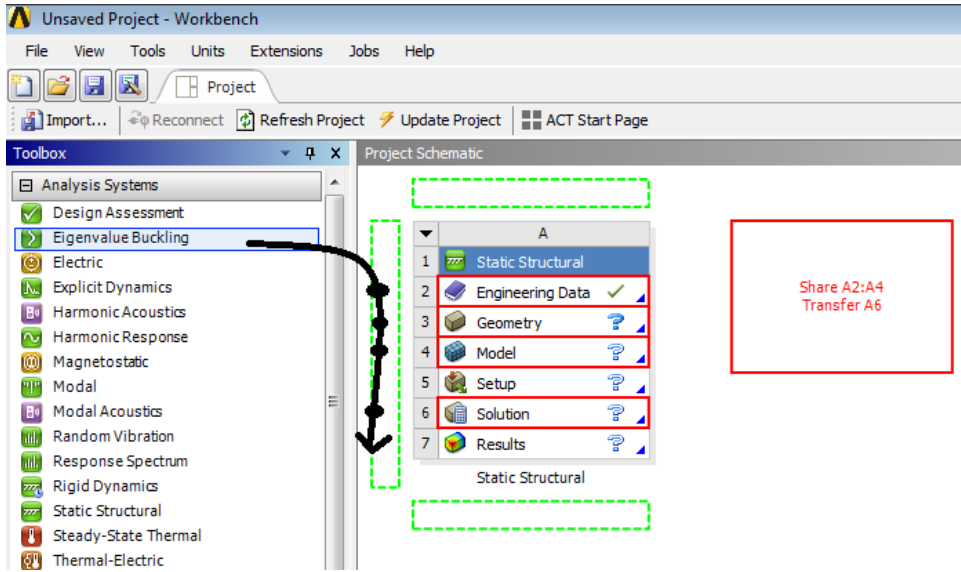 Unsaved Project - Workbench
File View Tools Units Extensions Jobs Help
Project
Import... Reconnect Refresh Project Update Project ACT Start Page
Toolbox
Project Schematic
Analysis Systems
Design Assessment
Eigenvalue Buckling
Electric
Explicit Dynamics
Harmonic Acoustics
Harmonic Response
Magnetostatic
Modal
Modal Acoustics
Random Vibration
Response Spectrum
Rigid Dynamics
Static Structural
Steady-State Thermal
Thermal-Electric
A
1 Static Structural
2 Engineering Data
3 Geometry
4 Model
5 Setup
6 Solution
7 Results
Static Structural
Share A2:A4
Transfer A6